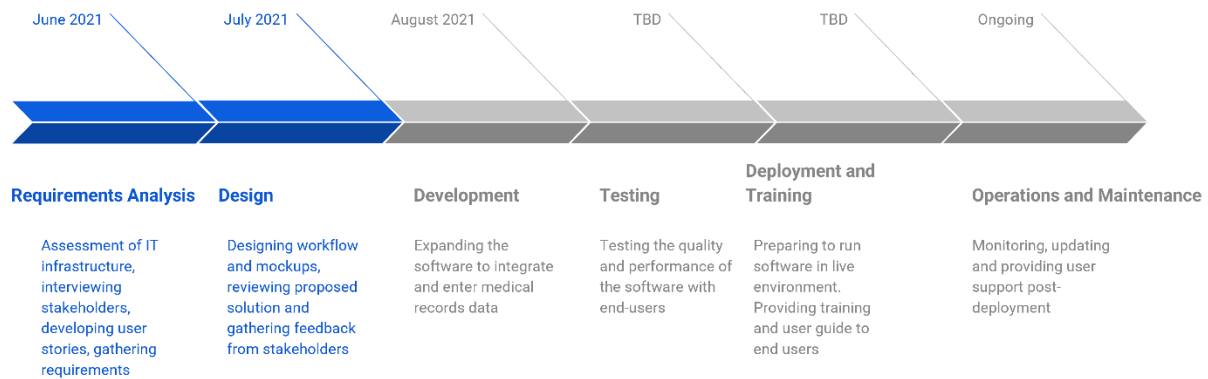 June 2021
July 2021
August 2021
TBD
TBD
Ongoing
Requirements Analysis
Assessment of IT
infrastructure,
interviewing
stakeholders,
developing user
stories, gathering
requirements
Design
Designing workflow
and mockups,
reviewing proposed
solution and
gathering feedback
from stakeholders
Development
Expanding the
software to integrate
and enter medical
records data
Testing
Testing the quality
and performance of
the software with
end-users
Deployment and
Training
Preparing to run
software in live
environment.
Providing training
and user guide to
end users
Operations and Maintenance
Monitoring, updating
and providing user
support post-
deployment